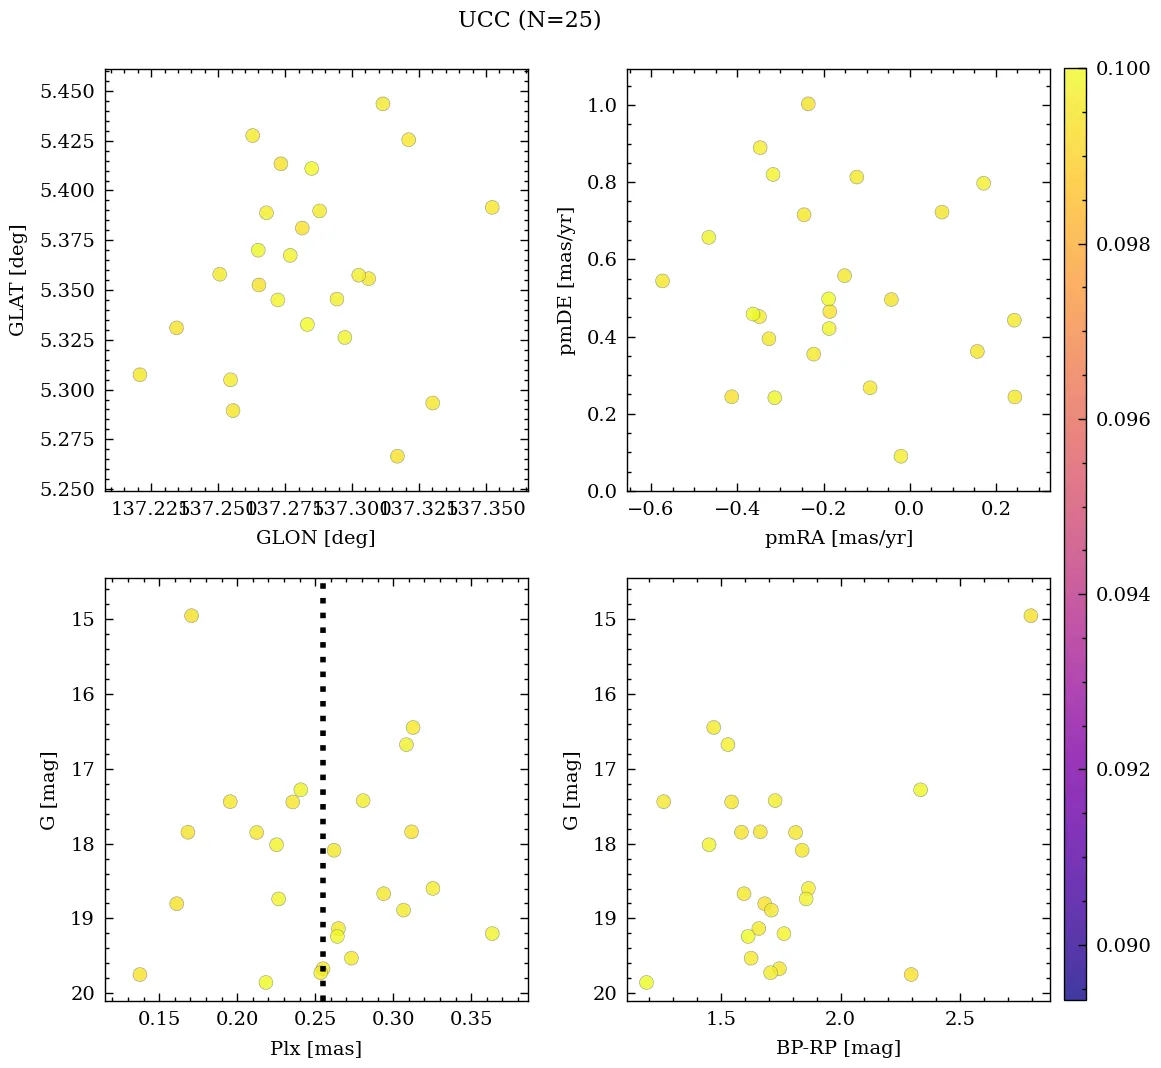 UCC (N=25)
5.450
5.425
5.400
5.375
5.350
5.325
5.300
5.275
5.250
GLAT [deg]
137.225 137.250 137.275 137.300 137.325 137.350
GLON [deg]
1.0
0.8
0.6
0.4
0.2
0.0
pmDE [mas/yr]
−0.6 −0.4 −0.2 0.0 0.2
pmRA [mas/yr]
15
16
17
18
19
20
G [mag]
0.15 0.20 0.25 0.30 0.35
Plx [mas]
15
16
17
18
19
20
G [mag]
1.5 2.0 2.5
BP-RP [mag]
0.100
0.098
0.096
0.094
0.092
0.090